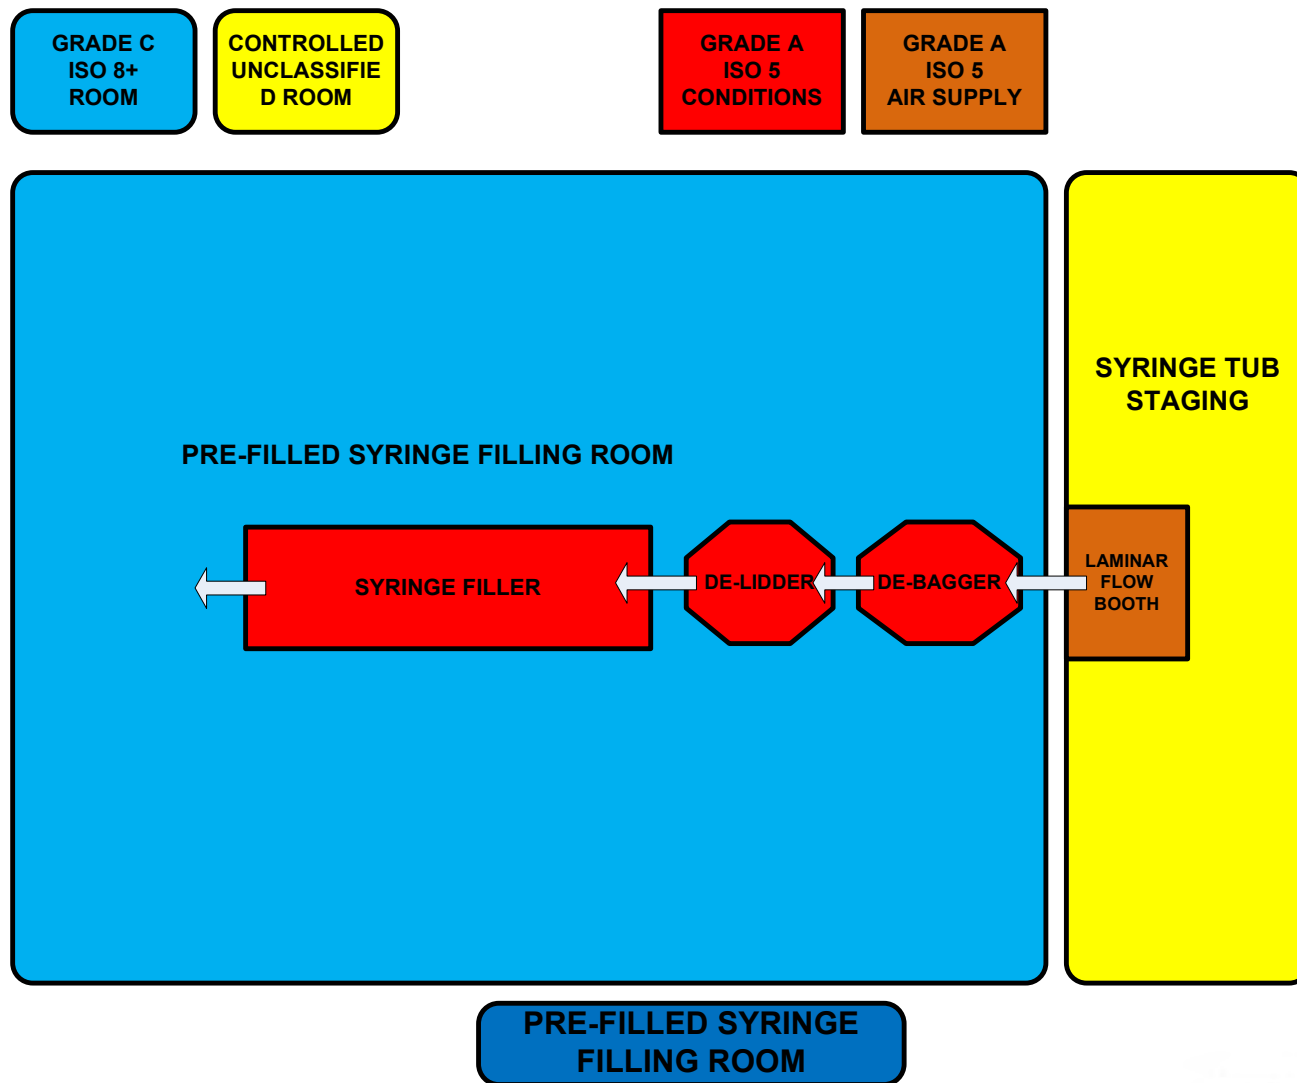 GRADE C
ISO 8+
ROOM
CONTROLLED
UNCLASSIFIE
D ROOM
GRADE A
ISO 5
CONDITIONS
GRADE A
ISO 5
AIR SUPPLY
SYRINGE TUB
STAGING
PRE-FILLED SYRINGE FILLING ROOM
SYRINGE FILLER
DE-LIDDER
DE-BAGGER
LAMINAR
FLOW
BOOTH
PRE-FILLED SYRINGE
FILLING ROOM